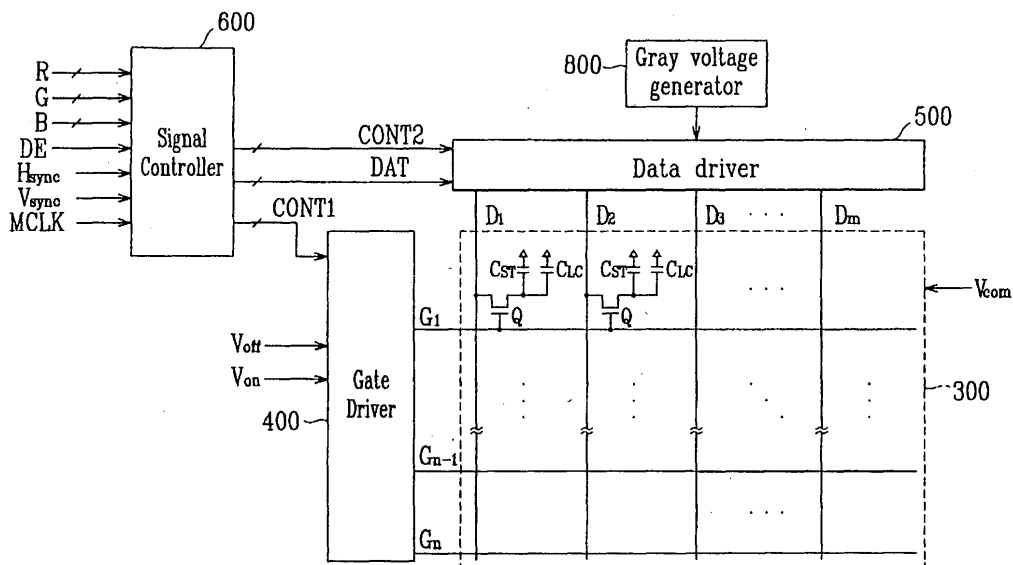 600
R
G
B
DE
Hsync
Vsync
MCLK
Signal
Controller
CONT2
DAT
CONT1
800
Gray voltage
generator
500
Data driver
D1
D2
D3
. . .
Dm
CST
CLC
CST
CLC
. . .
Vcom
Q
Q
G1
Voff
Von
Gate
Driver
400
300
Gn-1
. . .
Gn